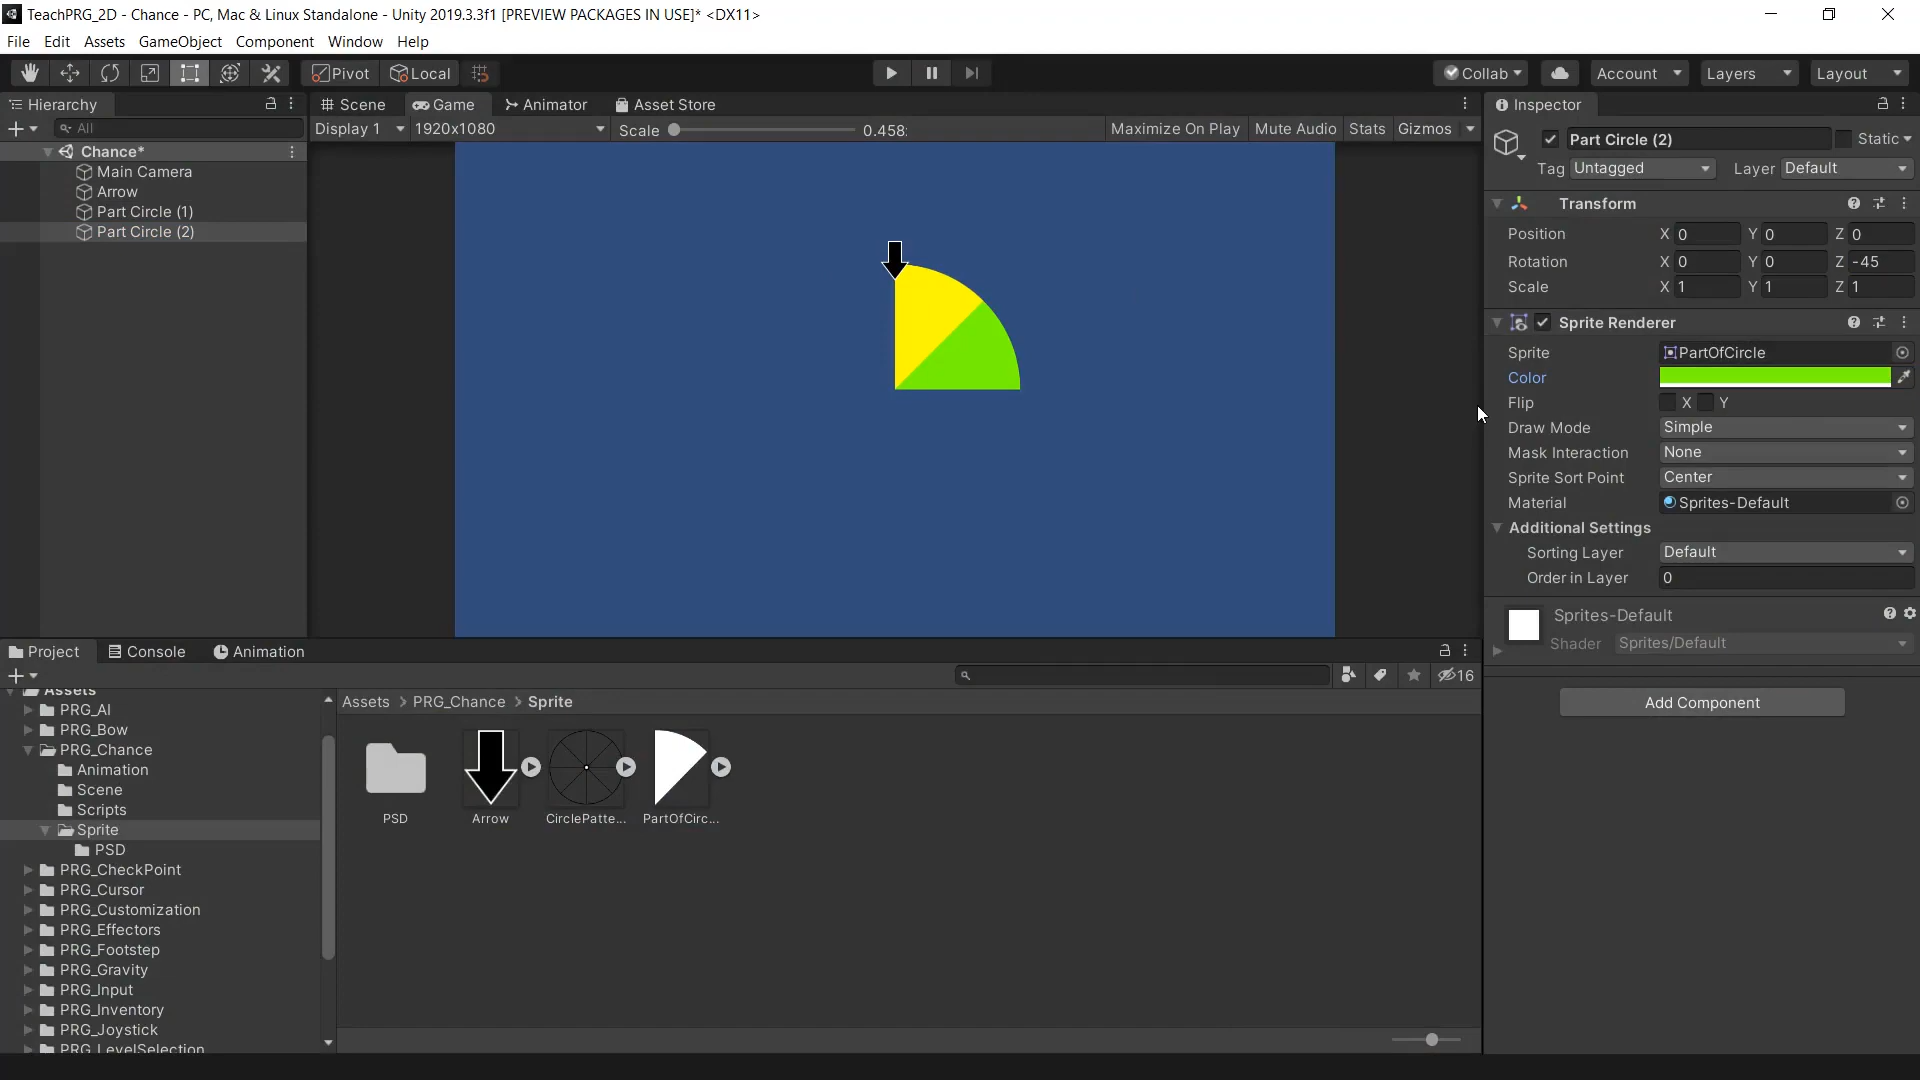 TeachPRG_2D - Chance - PC, Mac & Linux Standalone - Unity 2019.3.3f1 [PREVIEW PACKAGES IN USE]* <DX11>
File Edit Assets GameObject Component Window Help
Pivot Local Collab Account Layers Layout
Hierarchy
All
Chance*
Main Camera
Arrow
Part Circle (1)
Part Circle (2)
Scene Game Animator Asset Store
Display 1 1920x1080 Scale 0.458: Maximize On Play Mute Audio Stats Gizmos
Inspector
Part Circle (2) Static
Tag Untagged Layer Default
Transform
Position X 0 Y 0 Z 0
Rotation X 0 Y 0 Z -45
Scale X 1 Y 1 Z 1
Sprite Renderer
Sprite PartOfCircle
Color
Flip X Y
Draw Mode Simple
Mask Interaction None
Sprite Sort Point Center
Material Sprites-Default
Additional Settings
Sorting Layer Default
Order in Layer 0
Sprites-Default
Shader Sprites/Default
Add Component
Project Console Animation
16
Assets
PRG_AI
PRG_Bow
PRG_Chance
Animation
Scene
Scripts
Sprite
PSD
PRG_CheckPoint
PRG_Cursor
PRG_Customization
PRG_Effectors
PRG_Footstep
PRG_Gravity
PRG_Input
PRG_Inventory
PRG_Joystick
PRG_LevelSelection
Assets > PRG_Chance > Sprite
PSD Arrow CirclePatte... PartOfCirc...